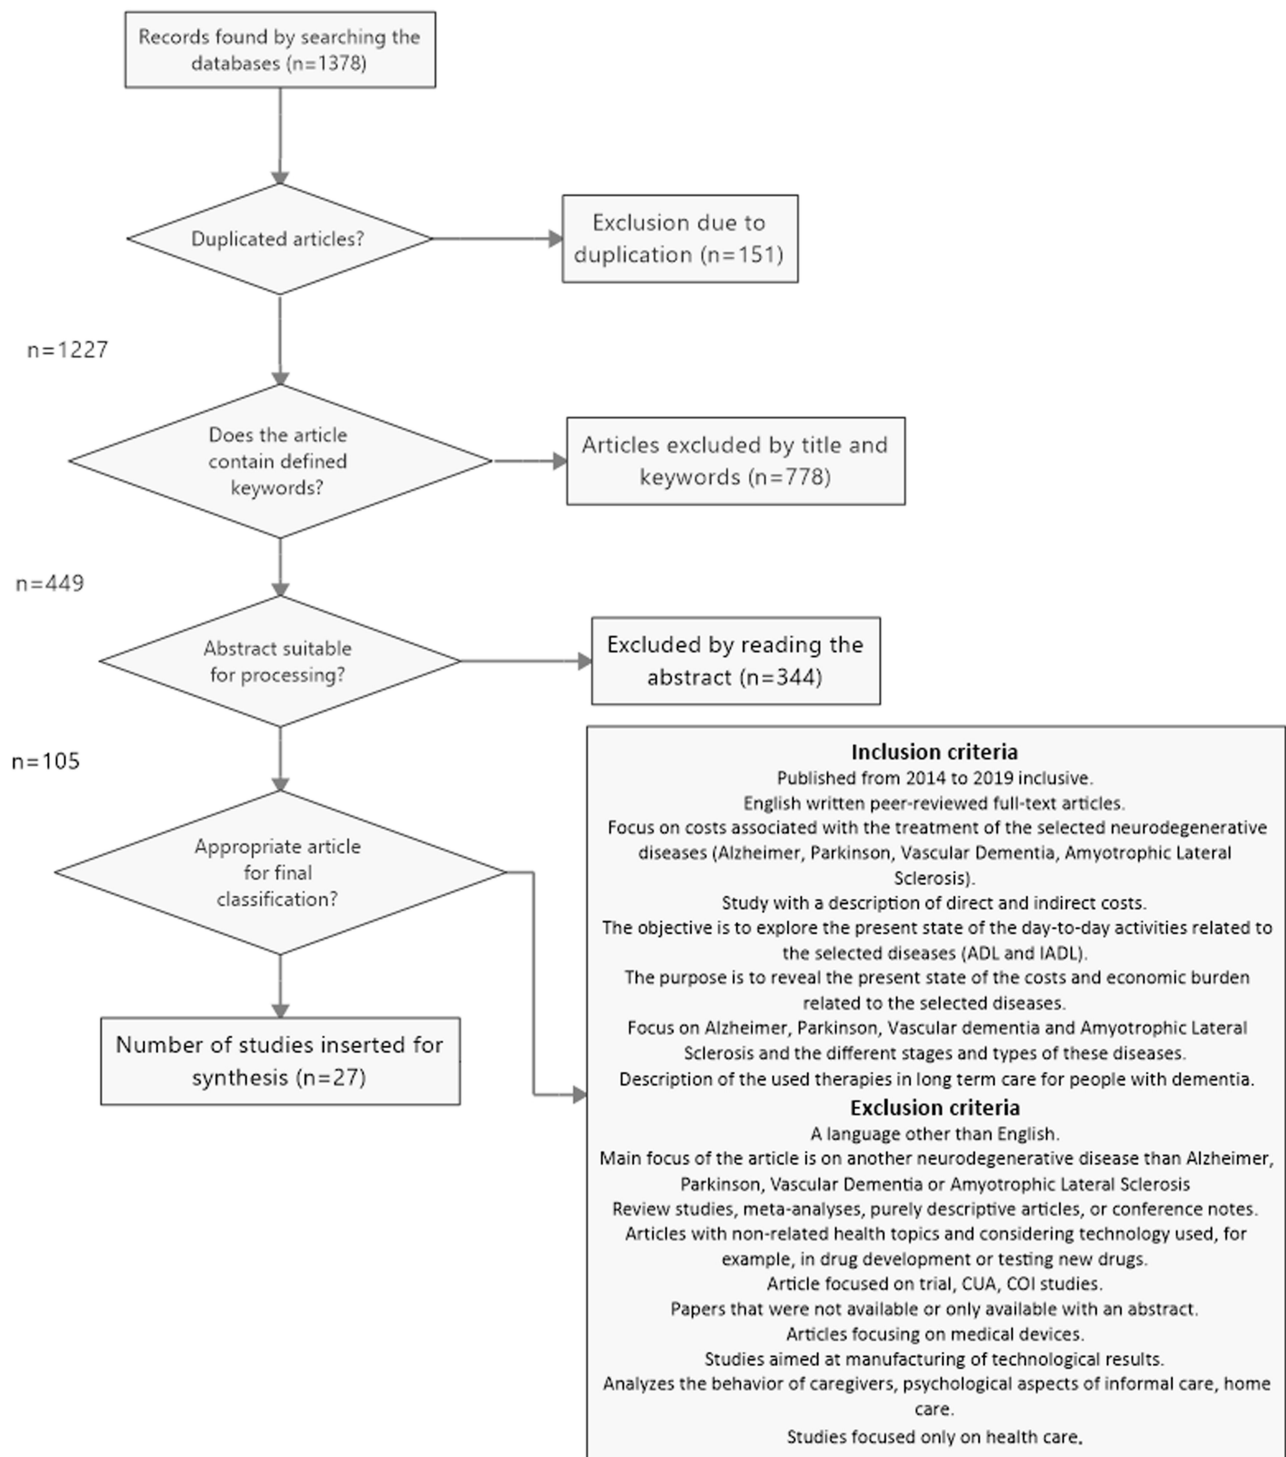 Records found by searching the
databases (n=1378)
Duplicated articles?
Exclusion due to
duplication (n=151)
n=1227
Does the article
contain defined
keywords?
Articles excluded by title and
keywords (n=778)
n=449
Abstract suitable
for processing?
Excluded by reading the
abstract (n=344)
n=105
Appropriate article
for final
classification?
Number of studies inserted for
synthesis (n=27)
Inclusion criteria
Published from 2014 to 2019 inclusive.
English written peer-reviewed full-text articles.
Focus on costs associated with the treatment of the selected neurodegenerative
diseases (Alzheimer, Parkinson, Vascular Dementia, Amyotrophic Lateral
Sclerosis).
Study with a description of direct and indirect costs.
The objective is to explore the present state of the day-to-day activities related to
the selected diseases (ADL and IADL).
The purpose is to reveal the present state of the costs and economic burden
related to the selected diseases.
Focus on Alzheimer, Parkinson, Vascular dementia and Amyotrophic Lateral
Sclerosis and the different stages and types of these diseases.
Description of the used therapies in long term care for people with dementia.
Exclusion criteria
A language other than English.
Main focus of the article is on another neurodegenerative disease than Alzheimer,
Parkinson, Vascular Dementia or Amyotrophic Lateral Sclerosis
Review studies, meta-analyses, purely descriptive articles, or conference notes.
Articles with non-related health topics and considering technology used, for
example, in drug development or testing new drugs.
Article focused on trial, CUA, COI studies.
Papers that were not available or only available with an abstract.
Articles focusing on medical devices.
Studies aimed at manufacturing of technological results.
Analyzes the behavior of caregivers, psychological aspects of informal care, home
care.
Studies focused only on health care.